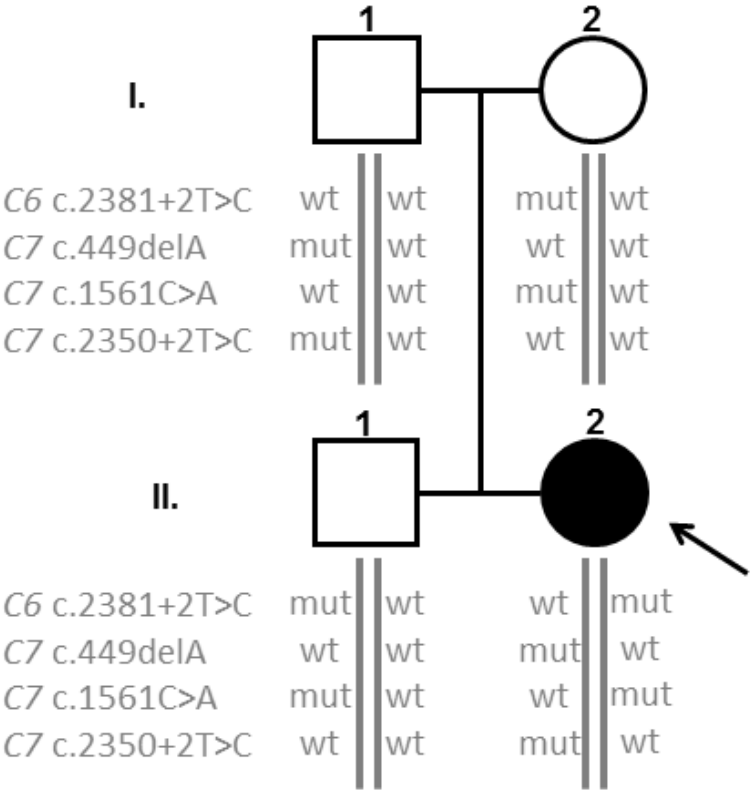 1 2
I.
C6 c.2381+2T>C wt wt mut wt
C7 c.449delA mut wt wt wt
C7 c.1561C>A wt wt mut wt
C7 c.2350+2T>C mut wt wt wt
1 2
II.
C6 c.2381+2T>C mut wt wt mut
C7 c.449delA wt wt mut wt
C7 c.1561C>A mut wt wt mut
C7 c.2350+2T>C wt wt mut wt